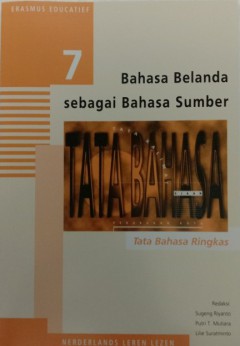 ERASMUS EDUCATIEF
7
Bahasa Belanda
sebagai Bahasa Sumber
TATA BAHASA
Tata Bahasa Ringkas
Redaksi
Sugeng Riyanto
Putri T. Mutiara
Lilie Suratminto
NEDERLANDS LEREN LEZEN